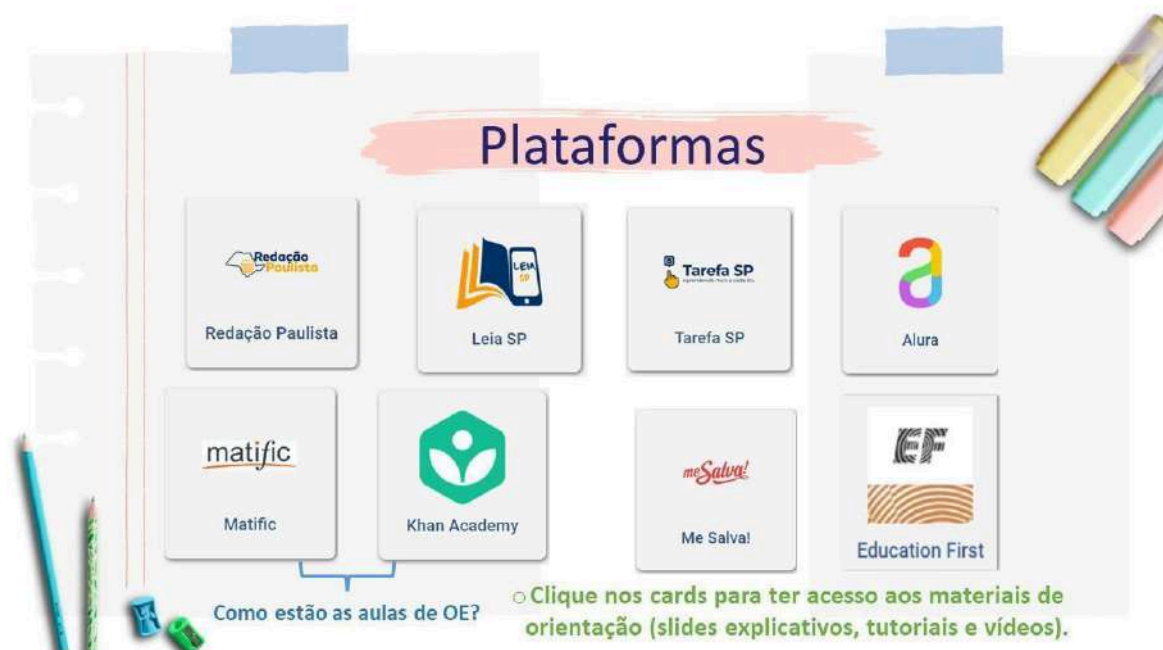 Plataformas
Redação
Paulista
Redação Paulista
LEIA
SP
Leia SP
Tarefa SP
Tarefa SP
a
Alura
matific
Matific
Khan Academy
meSalva!
Me Salva!
EF
Education First
Como estão as aulas de OE?
Clique nos cards para ter acesso aos materiais de
orientação (slides explicativos, tutoriais e vídeos).